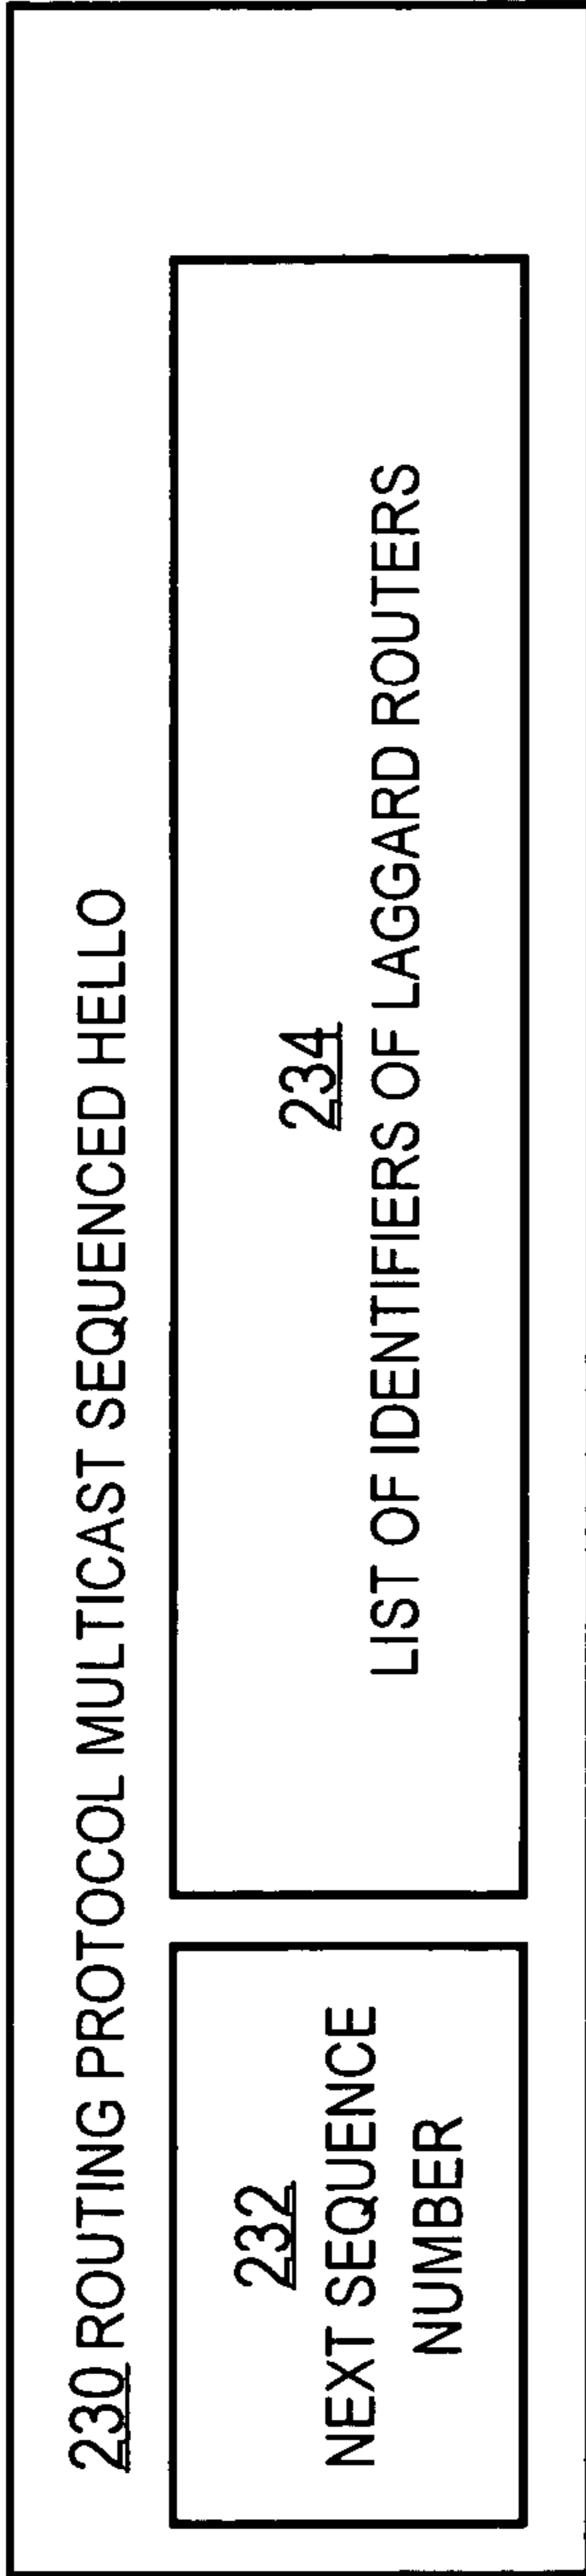 230 ROUTING PROTOCOL MULTICAST SEQUENCED HELLO
232
NEXT SEQUENCE
NUMBER
234
LIST OF IDENTIFIERS OF LAGGARD ROUTERS